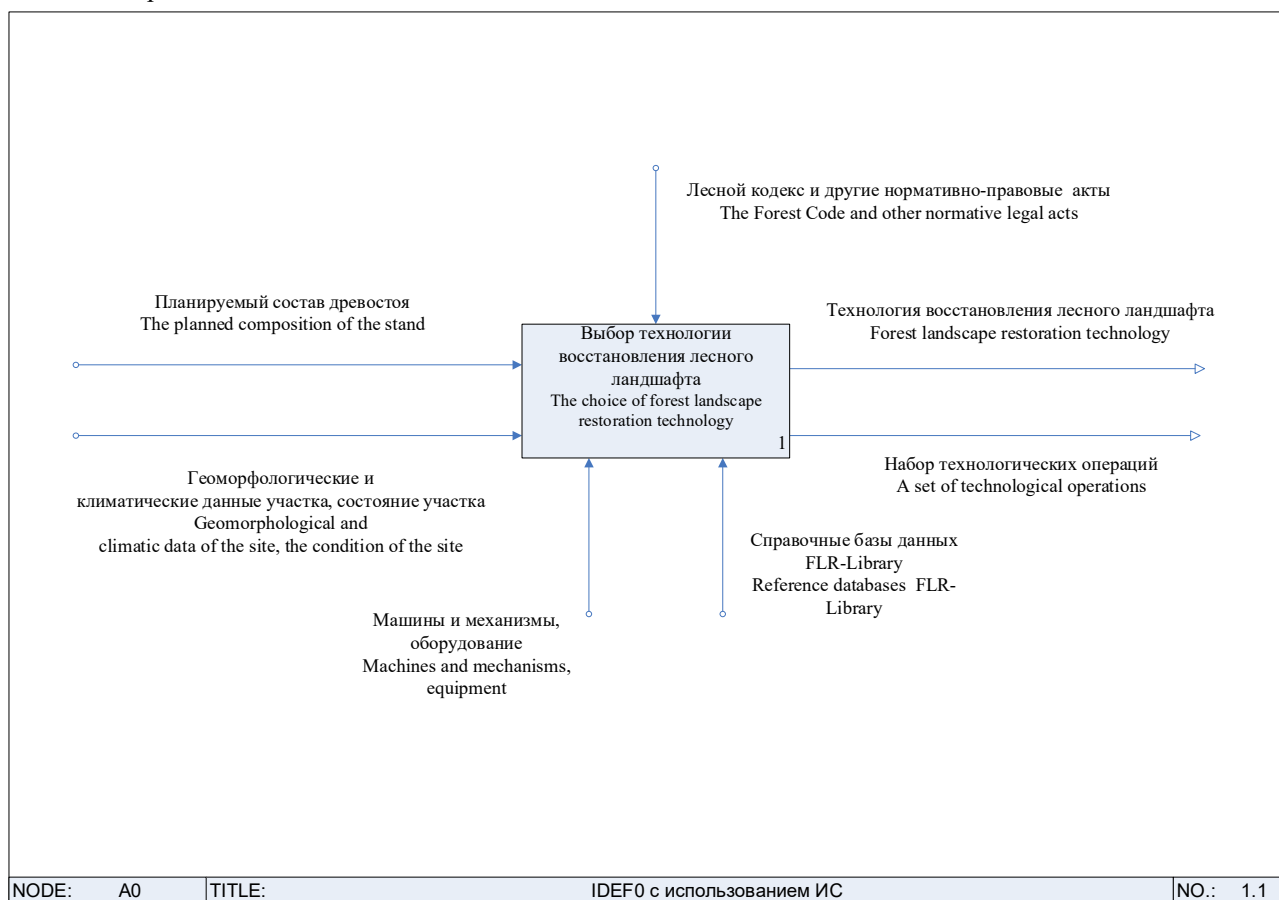 Лесной кодекс и другие нормативно-правовые акты
The Forest Code and other normative legal acts
Планируемый состав древостоя
The planned composition of the stand
Выбор технологии
восстановления лесного
ландшафта
The choice of forest landscape
restoration technology
1
Технология восстановления лесного ландшафта
Forest landscape restoration technology
Геоморфологические и
климатические данные участка, состояние участка
Geomorphological and
climatic data of the site, the condition of the site
Набор технологических операций
A set of technological operations
Справочные базы данных
FLR-Library
Reference databases FLR-
Library
Машины и механизмы,
оборудование
Machines and mechanisms,
equipment
NODE: A0 TITLE: IDEF0 с использованием ИС NO.: 1.1